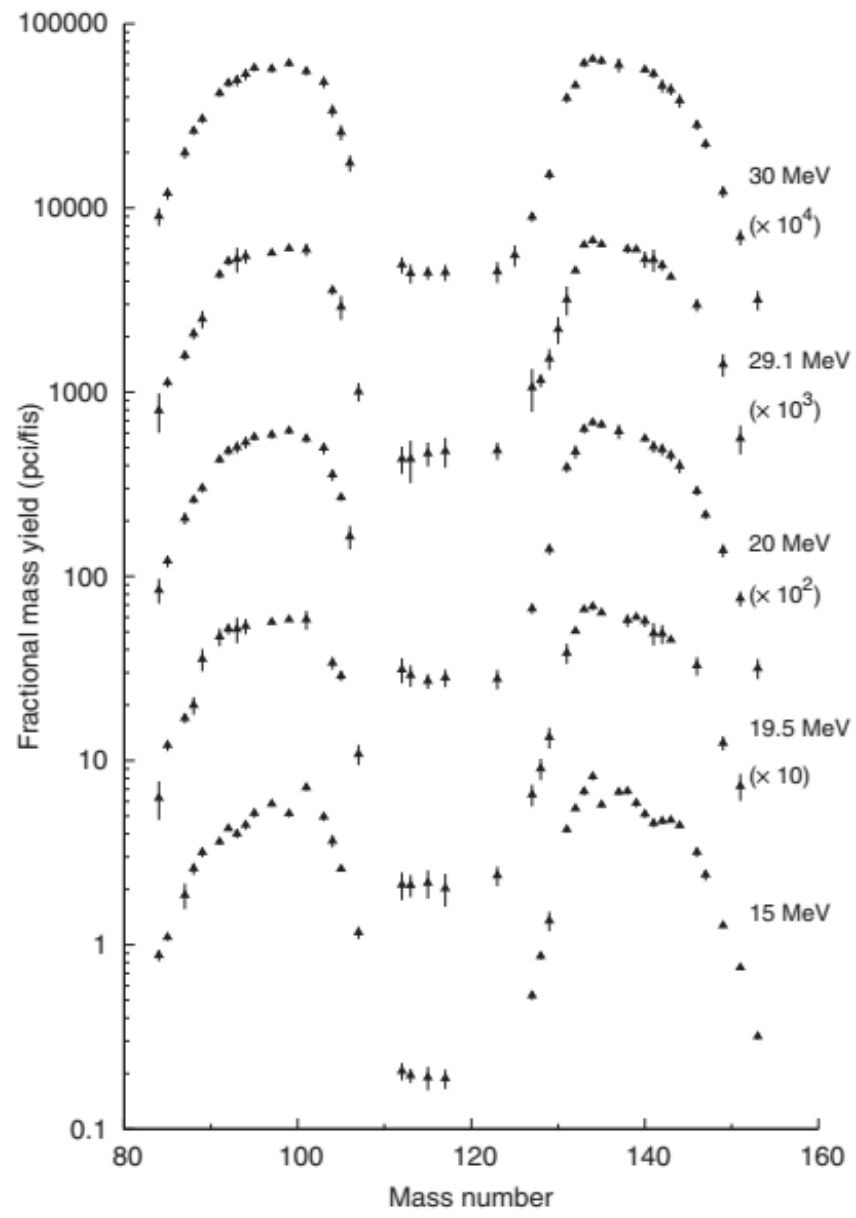 100000
10000
1000
100
10
1
0.1
Fractional mass yield (pci/fis)
30 MeV
(× 10⁴)
29.1 MeV
(× 10³)
20 MeV
(× 10²)
19.5 MeV
(× 10)
15 MeV
80
100
120
140
160
Mass number